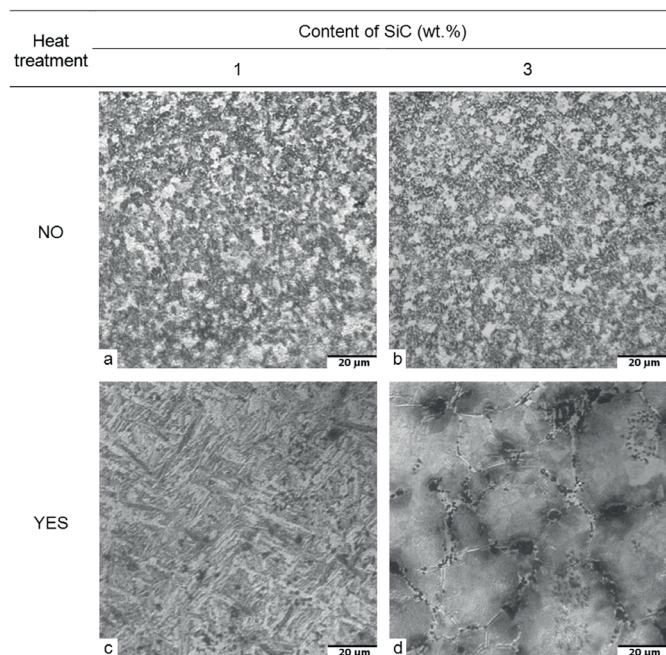 Heat
treatment
Content of SiC (wt.%)
1
3
NO
a
20 µm
b
20 µm
YES
c
20 µm
d
20 µm